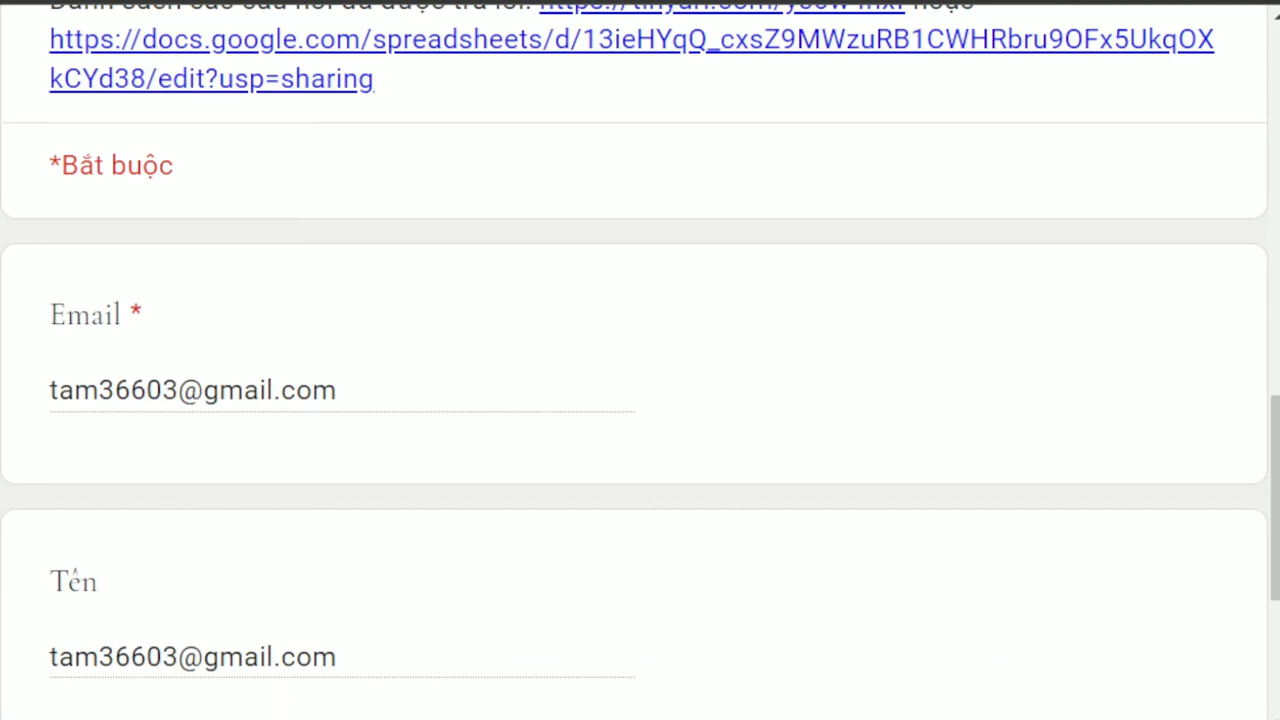 https://docs.google.com/spreadsheets/d/13ieHYqQ_cxsZ9MWzuRB1CWHRbru9OFx5UkqOX
kCYd38/edit?usp=sharing
*Bắt buộc
Email *
tam36603@gmail.com
Tên
tam36603@gmail.com